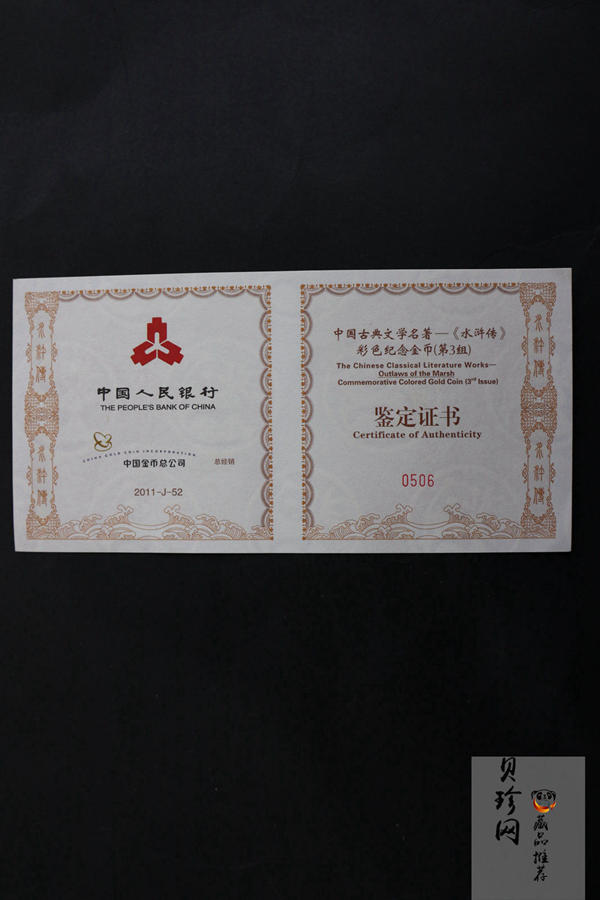 中国人民银行
THE PEOPLE'S BANK OF CHINA
CHINA GOLD COIN INCORPORATION
中国金币总公司 总经销
2011-J-52
水浒傳
水浒傳
中国古典文学名著—《水浒传》
彩色纪念金币(第3组)
The Chinese Classical Literature Works—
Outlaws of the Marsh
Commemorative Colored Gold Coin (3rd Issue)
鉴定证书
Certificate of Authenticity
0506
水浒傳
水浒傳
贝珍网
藏品推荐